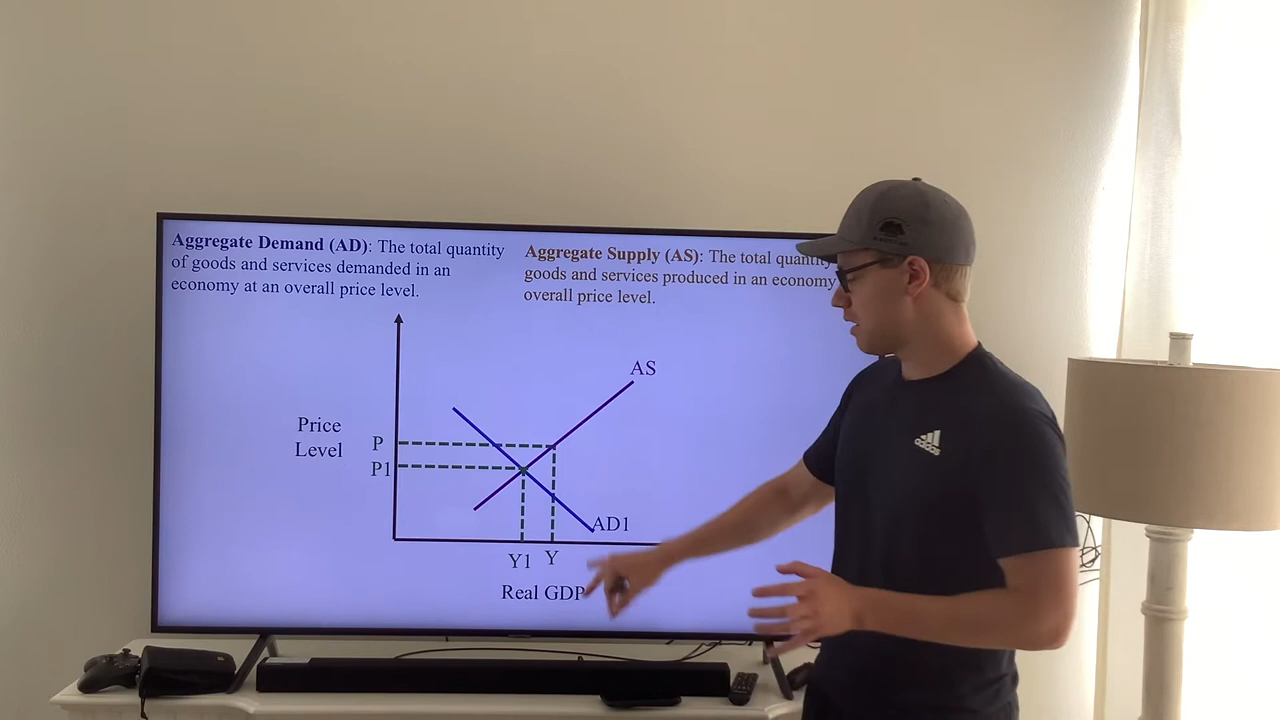 Aggregate Demand (AD): The total quantity
of goods and services demanded in an
economy at an overall price level.
Aggregate Supply (AS): The total quantity
goods and services produced in an economy
overall price level.
AS
Price
Level
P
P1
AD1
Y1 Y
Real GDP
adidas